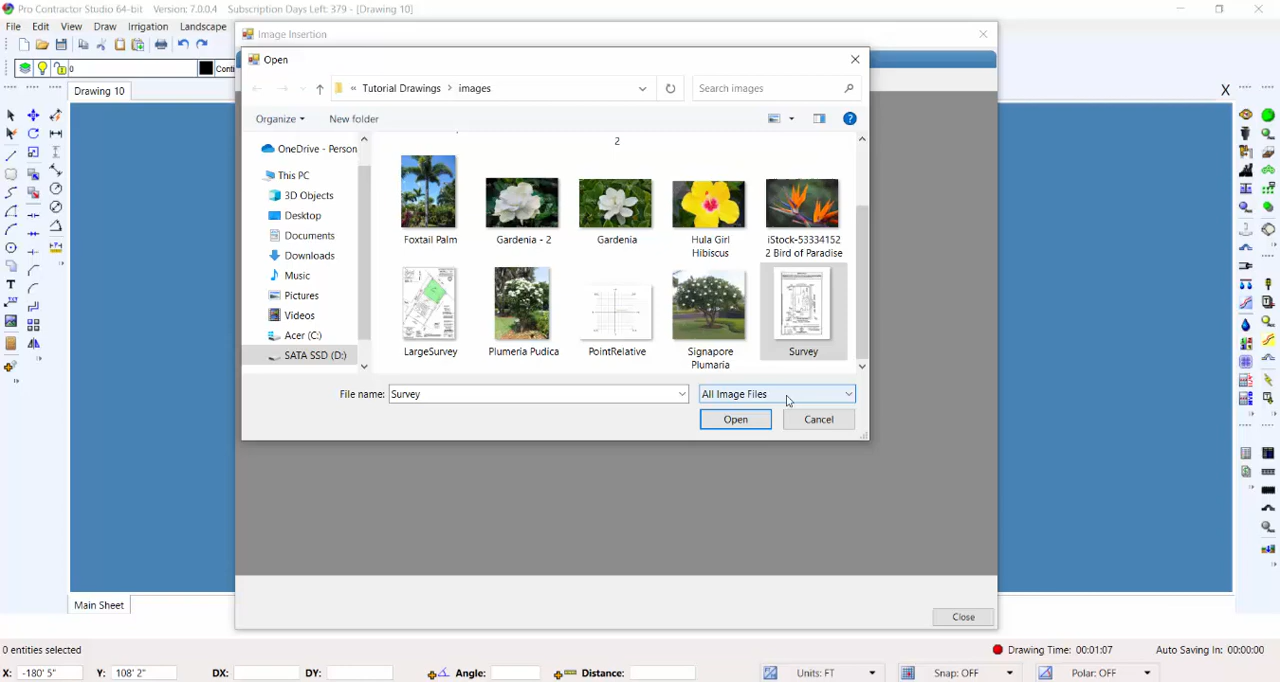 Pro Contractor Studio 64-bit Version: 7.0.0.4 Subscription Days Left: 379 - [Drawing 10]
File Edit View Draw Irrigation Landscape
Image Insertion
Open
0
Conti
Drawing 10
X
« Tutorial Drawings > images
Search images
Organize New folder
2
OneDrive - Person
This PC
3D Objects
Desktop
Documents
Downloads
Music
Pictures
Videos
Acer (C:)
SATA SSD (D:)
Foxtail Palm
Gardenia - 2
Gardenia
Hula Girl
Hibiscus
iStock-53334152
2 Bird of Paradise
LargeSurvey
Plumeria Pudica
PointRelative
Signapore
Plumaria
Survey
File name: Survey All Image Files
Open Cancel
Main Sheet
Close
0 entities selected
Drawing Time: 00:01:07 Auto Saving In: 00:00:00
X: -180' 5" Y: 108' 2" DX: DY: Angle: Distance: Units: FT Snap: OFF Polar: OFF